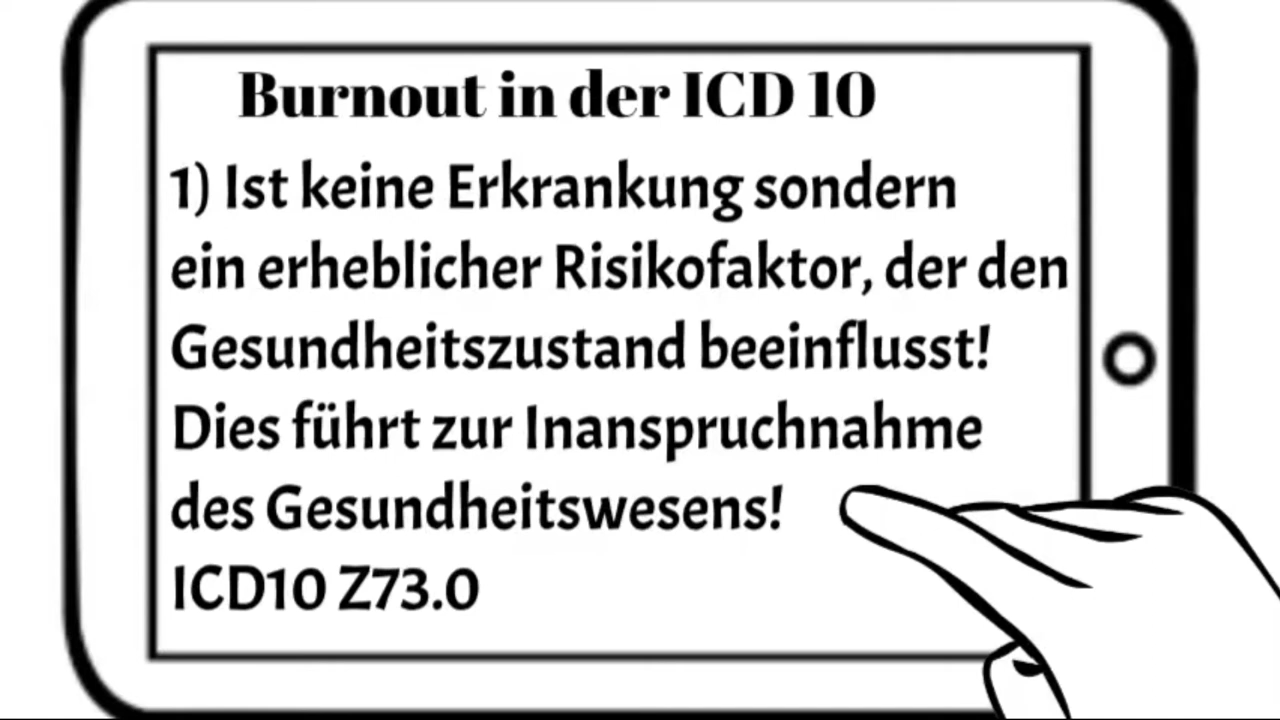 Burnout in der ICD 10
1) Ist keine Erkrankung sondern
ein erheblicher Risikofaktor, der den
Gesundheitszustand beeinflusst!
Dies führt zur Inanspruchnahme
des Gesundheitswesens!
ICD10 Z73.0